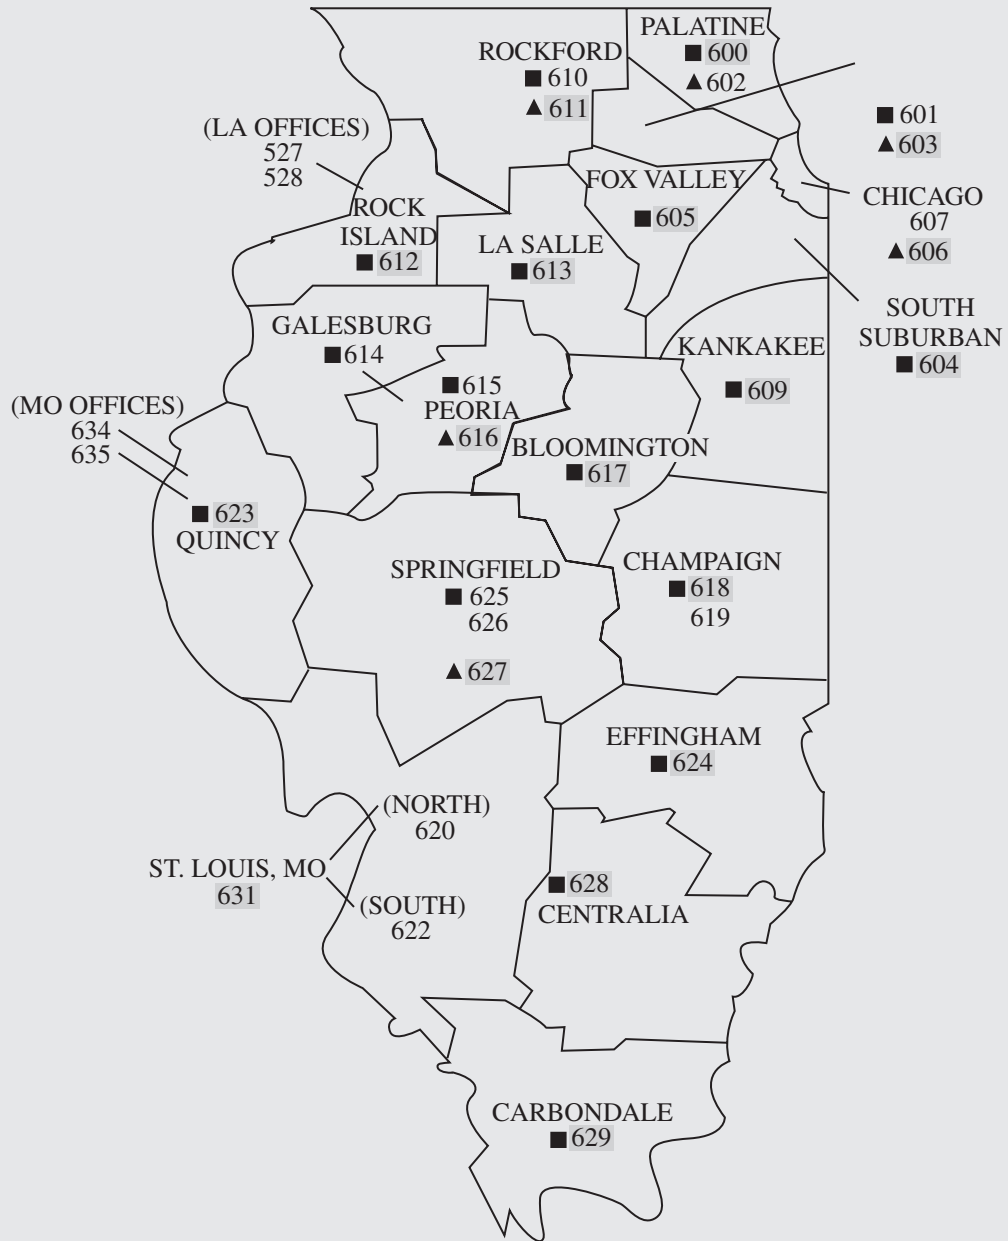 PALATINE
■ 600
▲ 602
ROCKFORD
■ 610
▲ 611
■ 601
▲ 603
(LA OFFICES)
527
528
FOX VALLEY
■ 605
CHICAGO
607
▲ 606
ROCK
ISLAND
■ 612
LA SALLE
■ 613
SOUTH
SUBURBAN
■ 604
GALESBURG
■ 614
KANKAKEE
■ 609
■ 615
PEORIA
▲ 616
(MO OFFICES)
634
635
BLOOMINGTON
■ 617
■ 623
QUINCY
SPRINGFIELD
■ 625
626
▲ 627
CHAMPAIGN
■ 618
619
EFFINGHAM
■ 624
(NORTH)
620
ST. LOUIS, MO
631
(SOUTH)
622
■ 628
CENTRALIA
CARBONDALE
■ 629